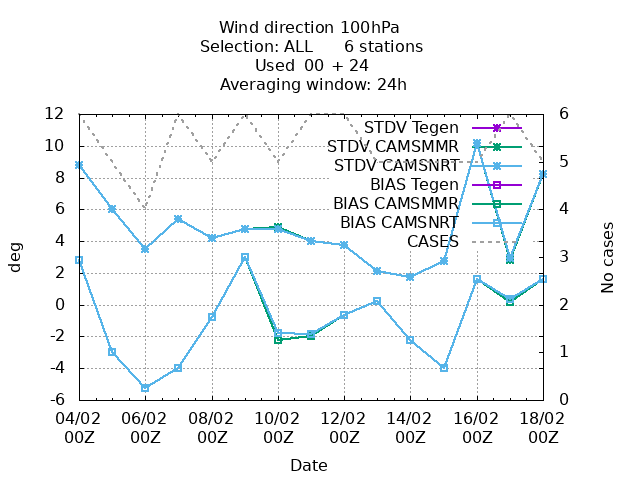 Wind direction 100hPa
Selection: ALL 6 stations
Used 00 + 24
Averaging window: 24h
12
10
8
6
4
2
0
-2
-4
-6
deg
6
5
4
3
2
1
0
No cases
STDV Tegen
STDV CAMSMMR
STDV CAMSNRT
BIAS Tegen
BIAS CAMSMMR
BIAS CAMSNRT
CASES
04/02 06/02 08/02 10/02 12/02 14/02 16/02 18/02
00Z 00Z 00Z 00Z 00Z 00Z 00Z 00Z
Date